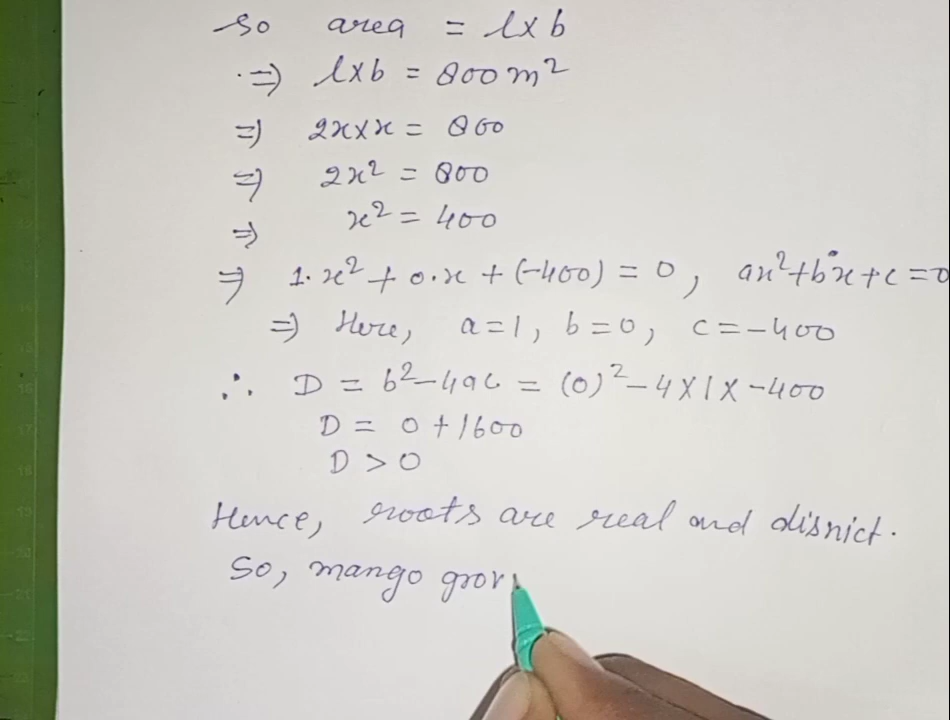 so area = l×b
⇒ l×b = 800 m²
⇒ 2x×x = 800
⇒ 2x² = 800
⇒ x² = 400
⇒ 1. x² + 0.x + (-400) = 0, ax²+bx+c=0
⇒ Here, a=1, b=0, c=-400
∴ D = b²-4ac = (0)²-4×1×-400
D = 0+1600
D > 0
Hence, roots are real and disnict.
So, mango grov